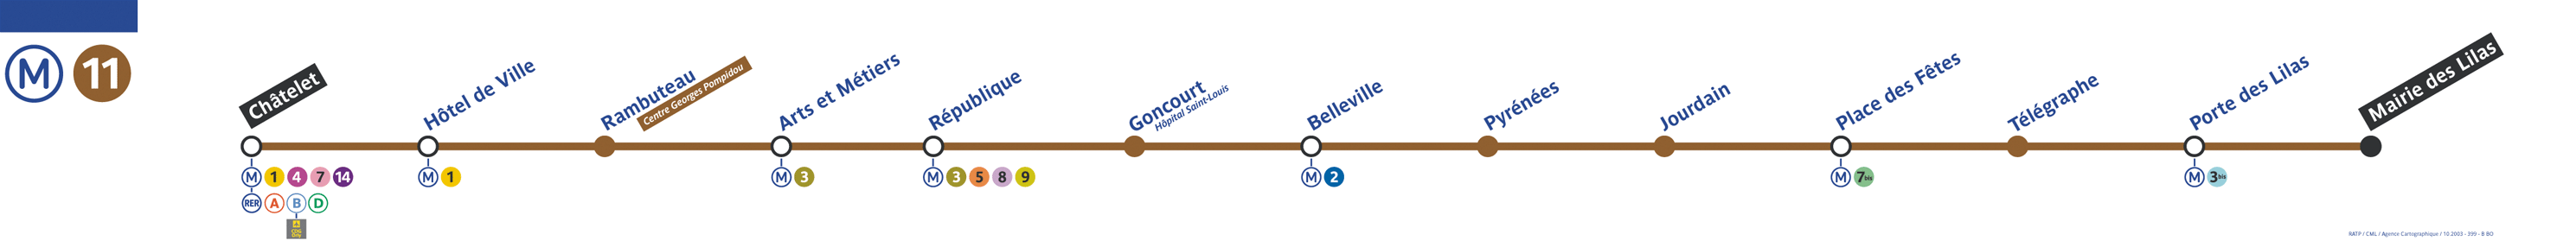 M 11
Châtelet
Hôtel de Ville
Rambuteau
Centre Georges Pompidou
Arts et Métiers
République
Goncourt
Hôpital Saint-Louis
Belleville
Pyrénées
Jourdain
Place des Fêtes
Télégraphe
Porte des Lilas
Mairie des Lilas
M 1 4 7 14
M 1
M 3
M 3 5 8 9
M 2
M 7bis
M 3bis
RER A B D
RATP / CML / Agence Cartographique / 10.2003 - 399 - B BO